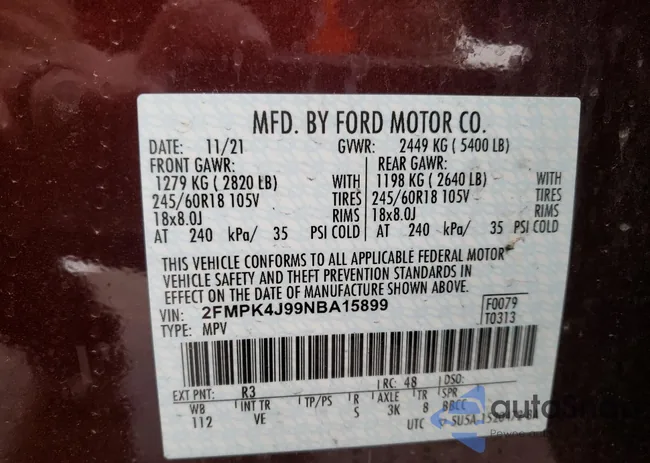 MFD. BY FORD MOTOR CO.
DATE: 11/21 GVWR: 2449 KG ( 5400 LB)
FRONT GAWR: REAR GAWR:
1279 KG ( 2820 LB) WITH 1198 KG ( 2640 LB) WITH
245/60R18 105V TIRES 245/60R18 105V TIRES
18x8.0J RIMS 18x8.0J RIMS
AT 240 kPa/ 35 PSI COLD AT 240 kPa/ 35 PSI COLD
THIS VEHICLE CONFORMS TO ALL APPLICABLE FEDERAL MOTOR
VEHICLE SAFETY AND THEFT PREVENTION STANDARDS IN
EFFECT ON THE DATE OF MANUFACTURE SHOWN ABOVE.
VIN: 2FMPK4J99NBA15899 F0079
TYPE: MPV T0313
EXT PNT: R3 RC: 48 DSO:
WB INT TR TP/PS R AXLE TR SPR
112 VE S 3K 8 BBCC
UTC